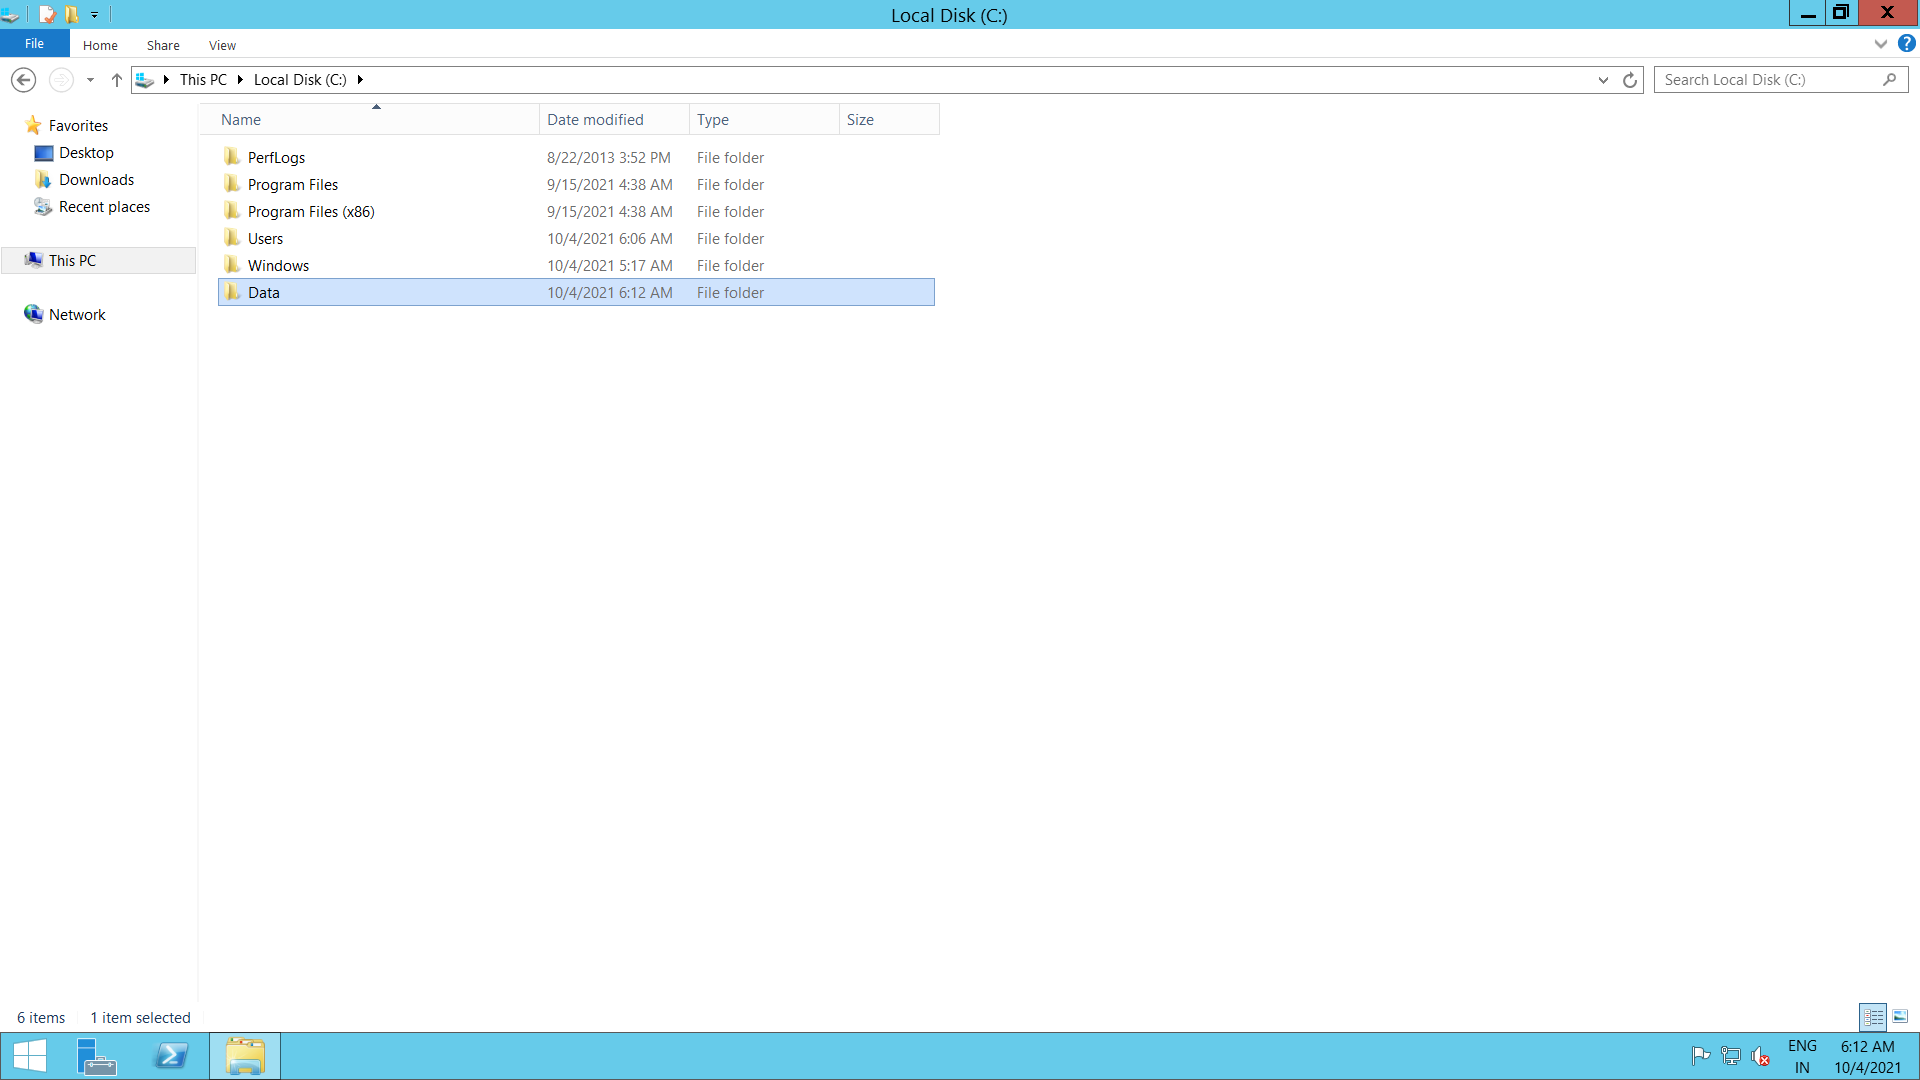 Local Disk (C:)
File Home Share View
This PC Local Disk (C:) Search Local Disk (C:)
Favorites
Desktop
Downloads
Recent places
This PC
Network
Name Date modified Type Size
PerfLogs 8/22/2013 3:52 PM File folder
Program Files 9/15/2021 4:38 AM File folder
Program Files (x86) 9/15/2021 4:38 AM File folder
Users 10/4/2021 6:06 AM File folder
Windows 10/4/2021 5:17 AM File folder
Data 10/4/2021 6:12 AM File folder
6 items 1 item selected
ENG 6:12 AM
IN 10/4/2021